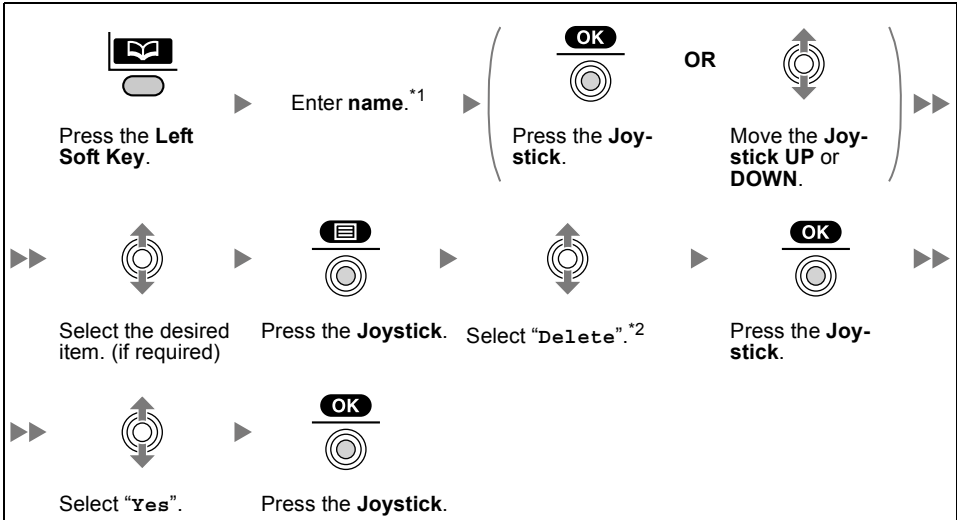 OK
OR
Enter name.*1
Press the Left
Soft Key.
Press the Joy-
stick.
Move the Joy-
stick UP or
DOWN.
OK
Select the desired
item. (if required)
Press the Joystick.
Select “Delete”.*2
Press the Joy-
stick.
OK
Select “Yes”.
Press the Joystick.